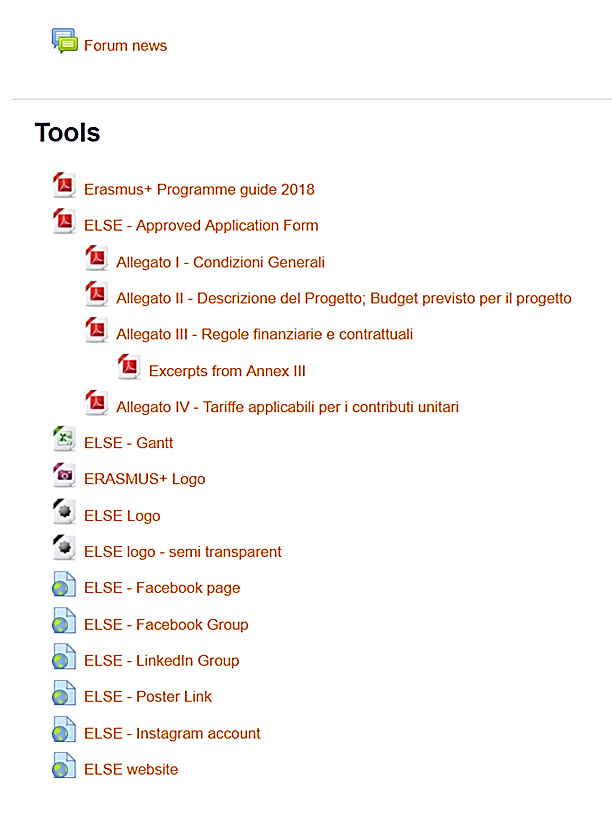 Forum news
Tools
Erasmus+ Programme guide 2018
ELSE - Approved Application Form
Allegato I - Condizioni Generali
Allegato II - Descrizione del Progetto; Budget previsto per il progetto
Allegato III - Regole finanziarie e contrattuali
Excerpts from Annex III
Allegato IV - Tariffe applicabili per i contributi unitari
ELSE - Gantt
ERASMUS+ Logo
ELSE Logo
ELSE logo - semi transparent
ELSE - Facebook page
ELSE - Facebook Group
ELSE - LinkedIn Group
ELSE - Poster Link
ELSE - Instagram account
ELSE website